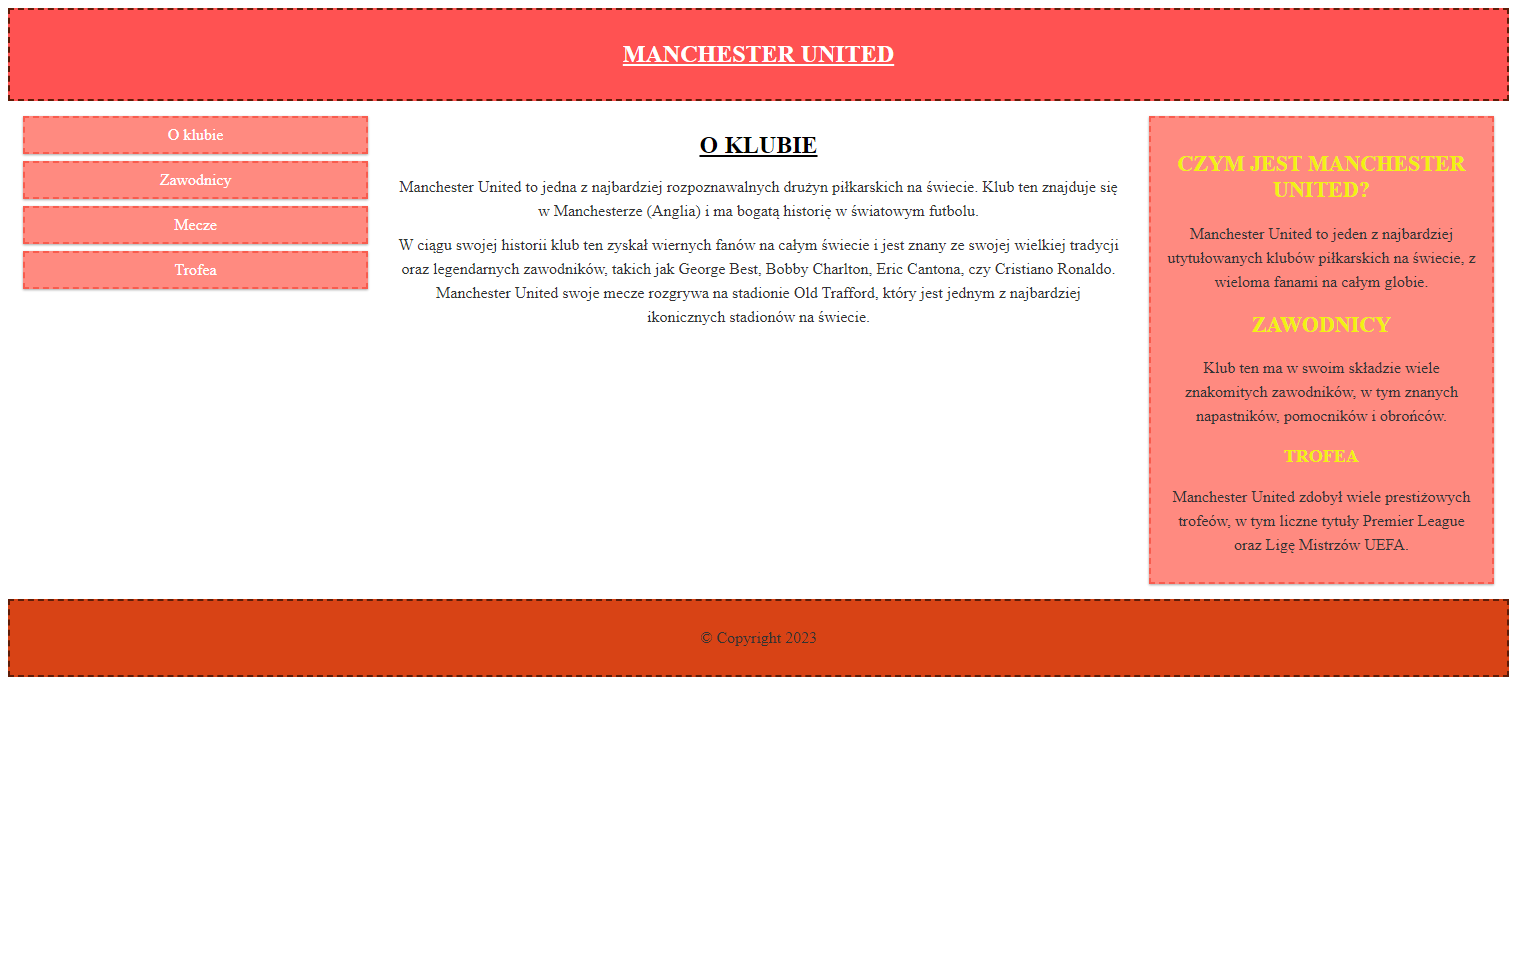 MANCHESTER UNITED
O klubie
Zawodnicy
Mecze
Trofea
O KLUBIE
Manchester United to jedna z najbardziej rozpoznawalnych drużyn piłkarskich na świecie. Klub ten znajduje się
w Manchesterze (Anglia) i ma bogatą historię w światowym futbolu.
W ciągu swojej historii klub ten zyskał wiernych fanów na całym świecie i jest znany ze swojej wielkiej tradycji
oraz legendarnych zawodników, takich jak George Best, Bobby Charlton, Eric Cantona, czy Cristiano Ronaldo.
Manchester United swoje mecze rozgrywa na stadionie Old Trafford, który jest jednym z najbardziej
ikonicznych stadionów na świecie.
CZYM JEST MANCHESTER
UNITED?
Manchester United to jeden z najbardziej
utytułowanych klubów piłkarskich na świecie, z
wieloma fanami na całym globie.
ZAWODNICY
Klub ten ma w swoim składzie wiele
znakomitych zawodników, w tym znanych
napastników, pomocników i obrońców.
TROFEA
Manchester United zdobył wiele prestiżowych
trofeów, w tym liczne tytuły Premier League
oraz Ligę Mistrzów UEFA.
© Copyright 2023